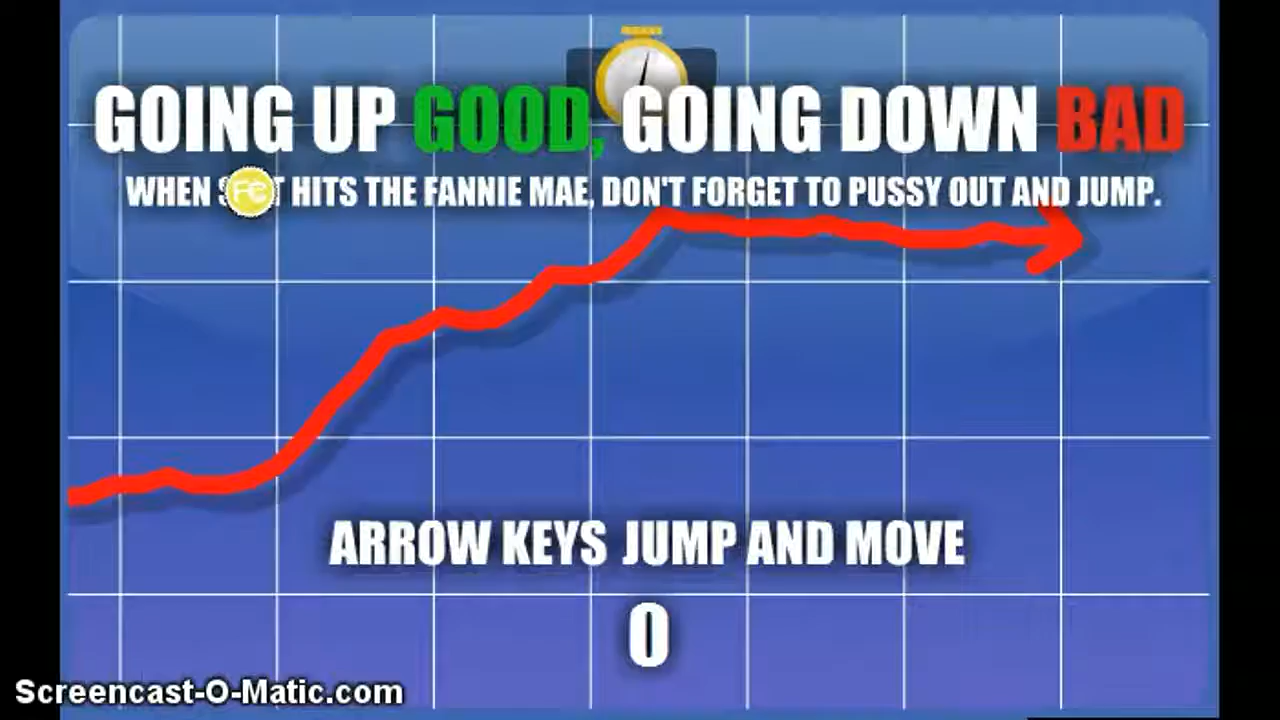 GOING UP GOOD, GOING DOWN BAD
WHEN S T HITS THE FANNIE MAE, DON'T FORGET TO PUSSY OUT AND JUMP.
ARROW KEYS JUMP AND MOVE
0
Screencast-O-Matic.com